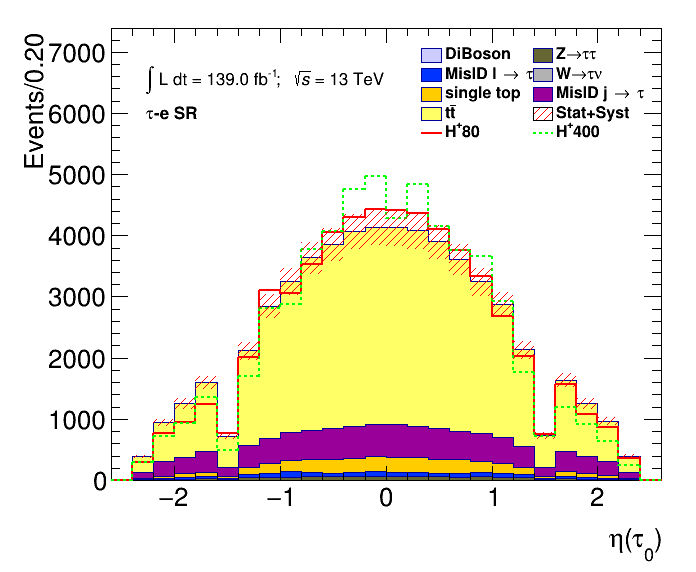 ∫ L dt = 139.0 fb⁻¹; √s = 13 TeV
τ-e SR
DiBoson
Z→ττ
MisID l → τ
W→τν
single top
MisID j → τ
tt̄
Stat+Syst
H⁺80
H⁺400
Events/0.20
7000
6000
5000
4000
3000
2000
1000
0
−2 −1 0 1 2
η(τ₀)